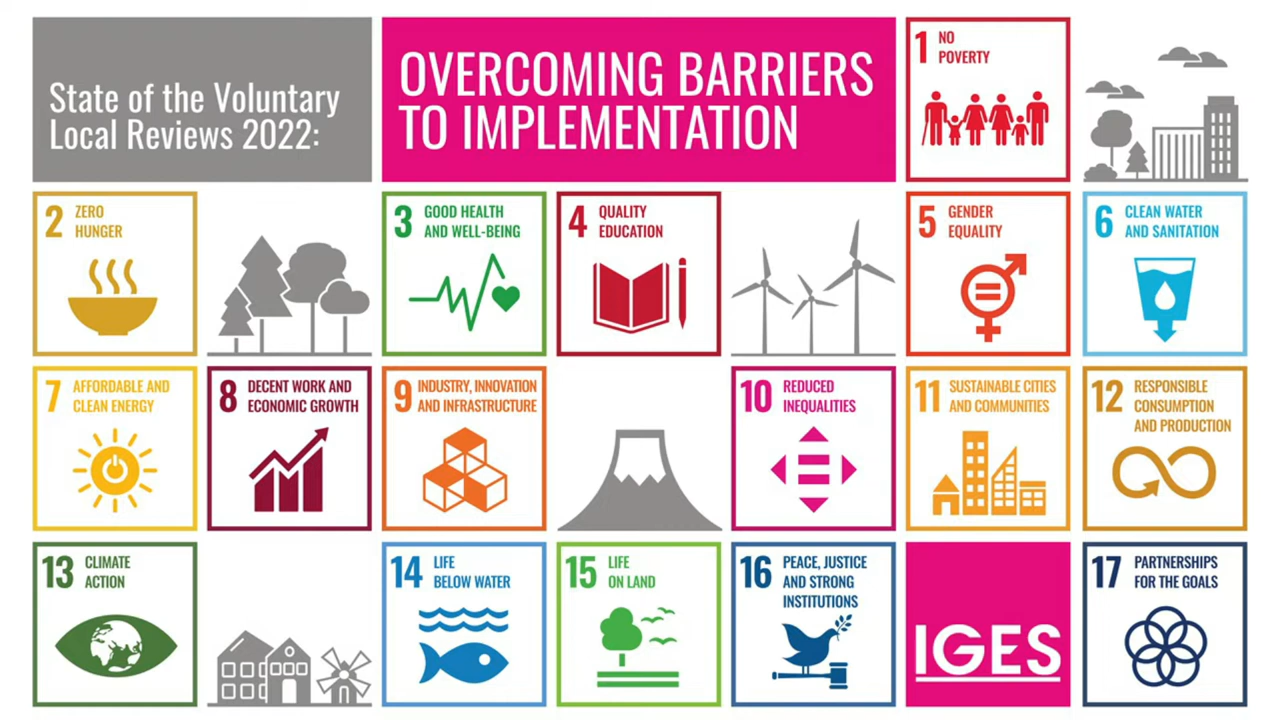 State of the Voluntary
Local Reviews 2022:
OVERCOMING BARRIERS
TO IMPLEMENTATION
1 NO
POVERTY
2 ZERO
HUNGER
3 GOOD HEALTH
AND WELL-BEING
4 QUALITY
EDUCATION
5 GENDER
EQUALITY
6 CLEAN WATER
AND SANITATION
7 AFFORDABLE AND
CLEAN ENERGY
8 DECENT WORK AND
ECONOMIC GROWTH
9 INDUSTRY, INNOVATION
AND INFRASTRUCTURE
10 REDUCED
INEQUALITIES
11 SUSTAINABLE CITIES
AND COMMUNITIES
12 RESPONSIBLE
CONSUMPTION
AND PRODUCTION
13 CLIMATE
ACTION
14 LIFE
BELOW WATER
15 LIFE
ON LAND
16 PEACE, JUSTICE
AND STRONG
INSTITUTIONS
IGES
17 PARTNERSHIPS
FOR THE GOALS